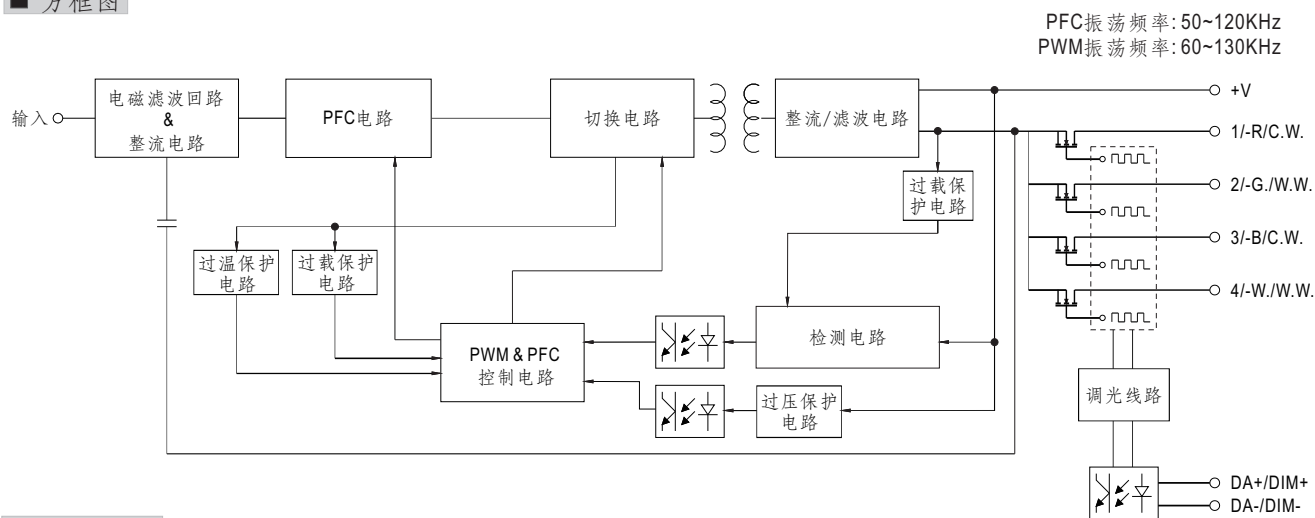 ■ 方框图
PFC振荡频率:50~120KHz
PWM振荡频率:60~130KHz
输入
电磁滤波回路
&
整流电路
PFC电路
切换电路
整流/滤波电路
+V
1/-R/C.W.
2/-G./W.W.
3/-B/C.W.
4/-W./W.W.
过载保
护电路
过温保护
电路
过载保护
电路
PWM & PFC
控制电路
检测电路
过压保护
电路
调光线路
DA+/DIM+
DA-/DIM-